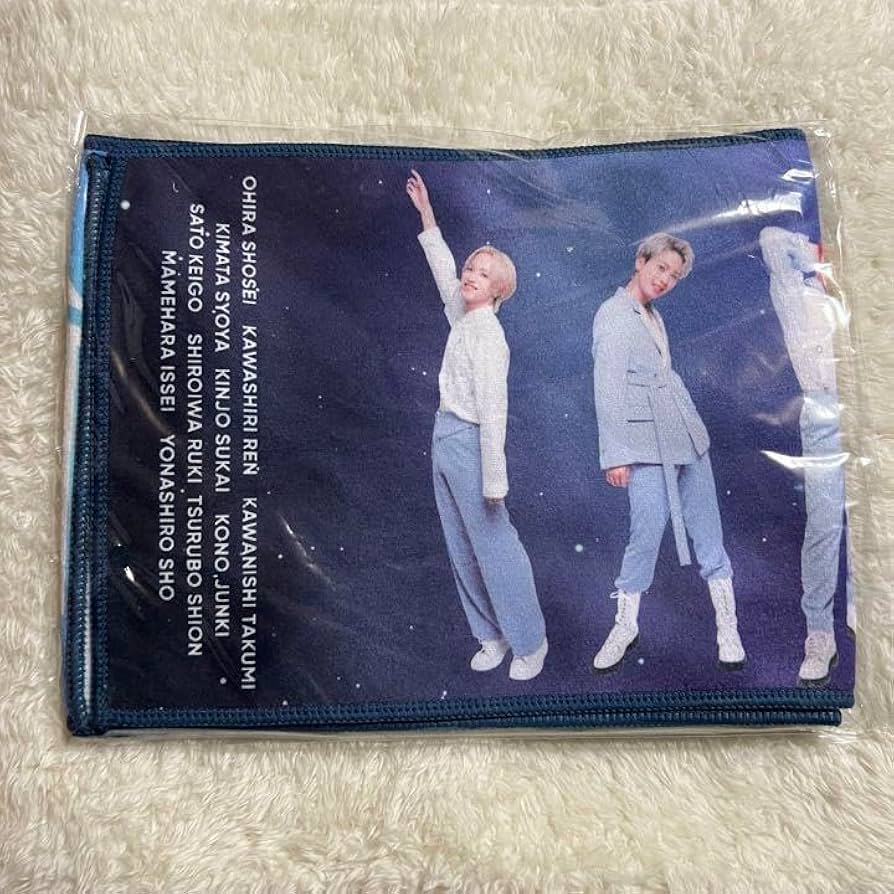 OHIRA SHOSEI KAWASHIRI REN KAWANISHI TAKUMI
KIMATA SYOYA KINJO SUKAI KONO JUNKI
SATO KEIGO SHIROIWA RUKI TSURUBO SHION
MAMEHARA ISSEI YONASHIRO SHO